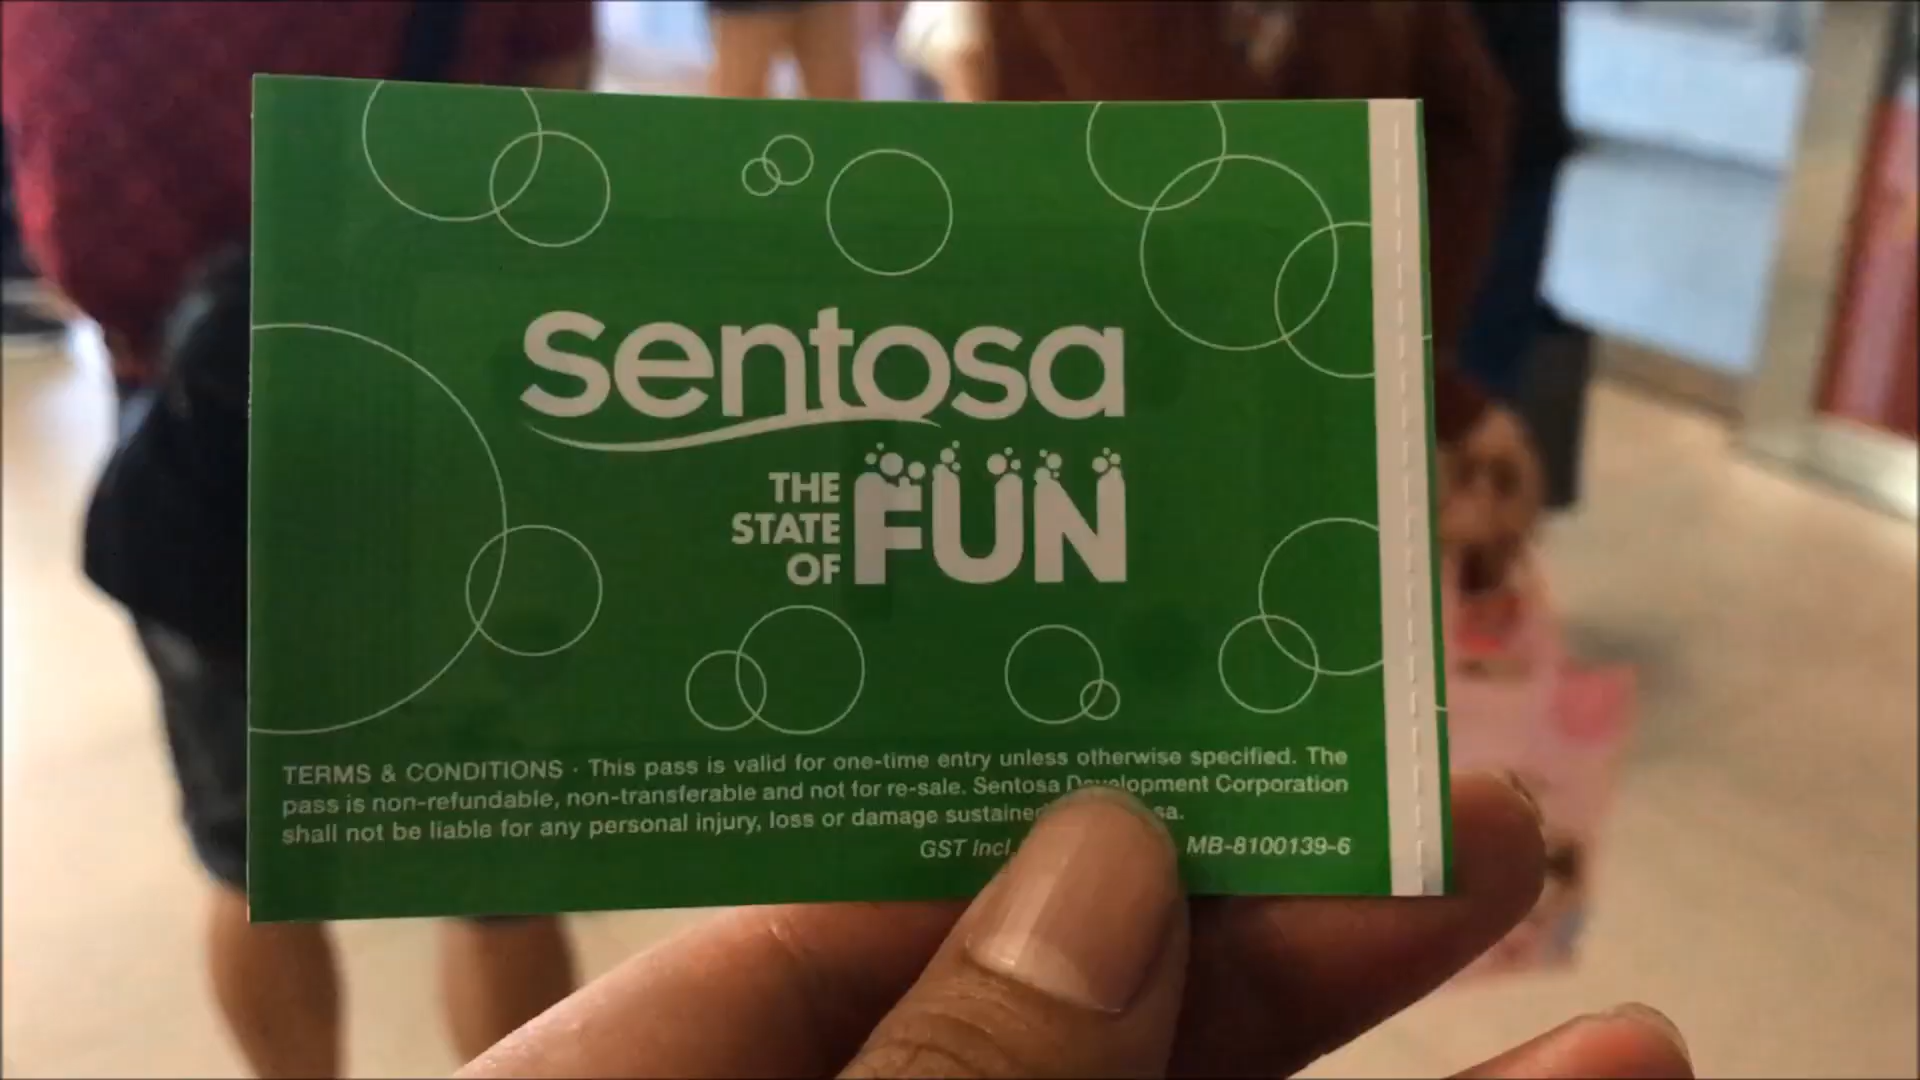 Sentosa
THE
STATE
OF FUN
TERMS & CONDITIONS · This pass is valid for one-time entry unless otherwise specified. The
pass is non-refundable, non-transferable and not for re-sale. Sentosa Development Corporation
shall not be liable for any personal injury, loss or damage
GST Incl. MB-8100139-6